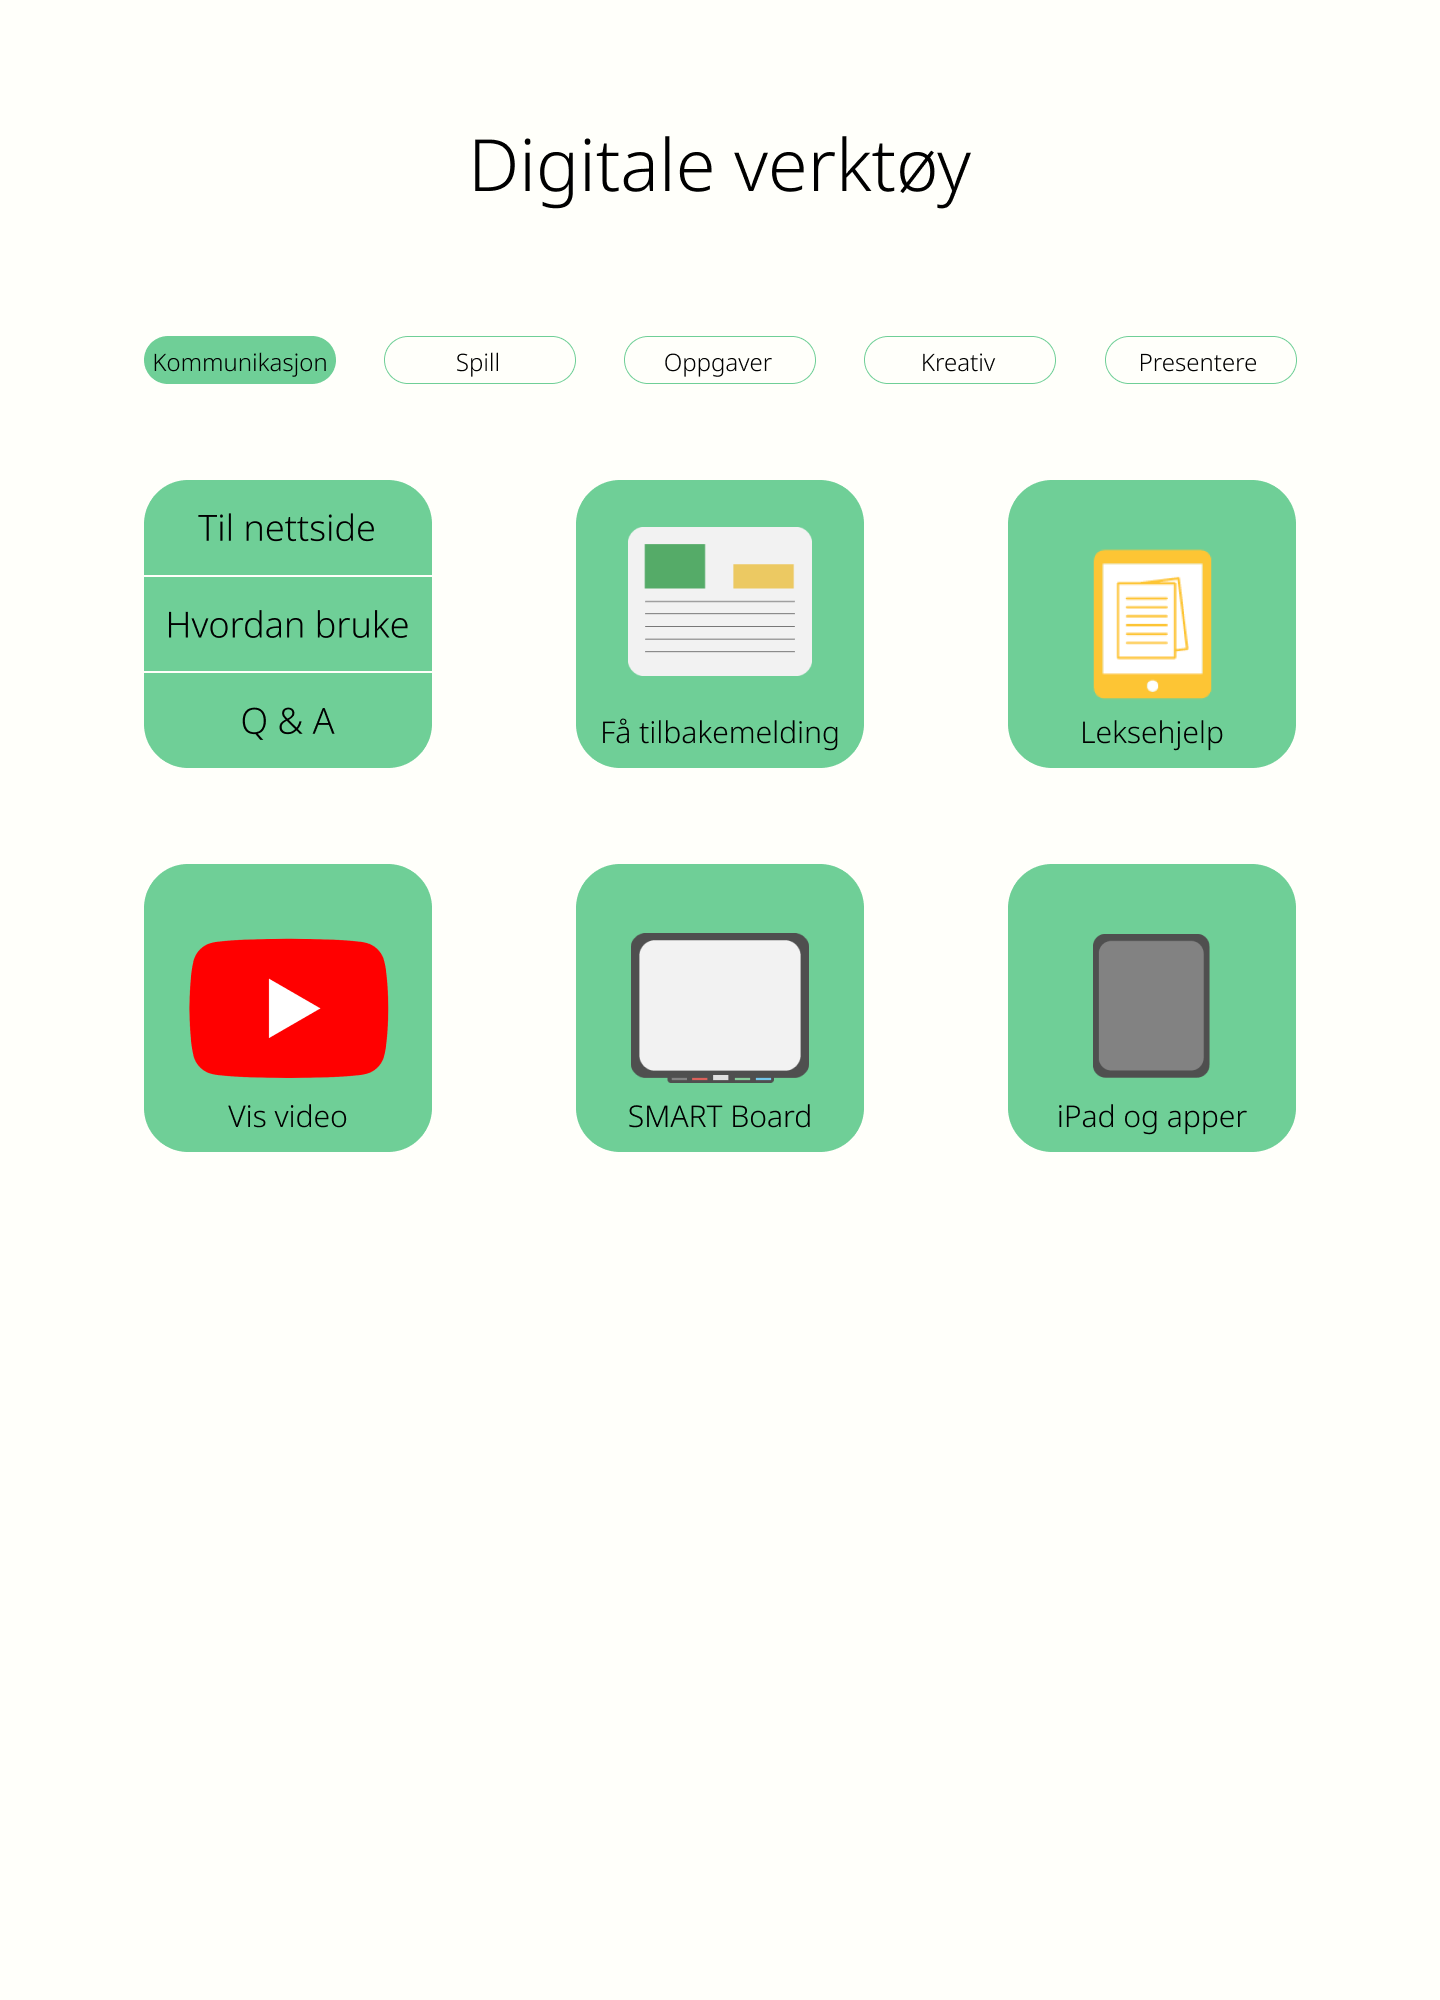 Digitale verktøy
Kommunikasjon
Spill
Oppgaver
Kreativ
Presentere
Til nettside
Hvordan bruke
Q & A
Få tilbakemelding
Leksehjelp
Vis video
SMART Board
iPad og apper